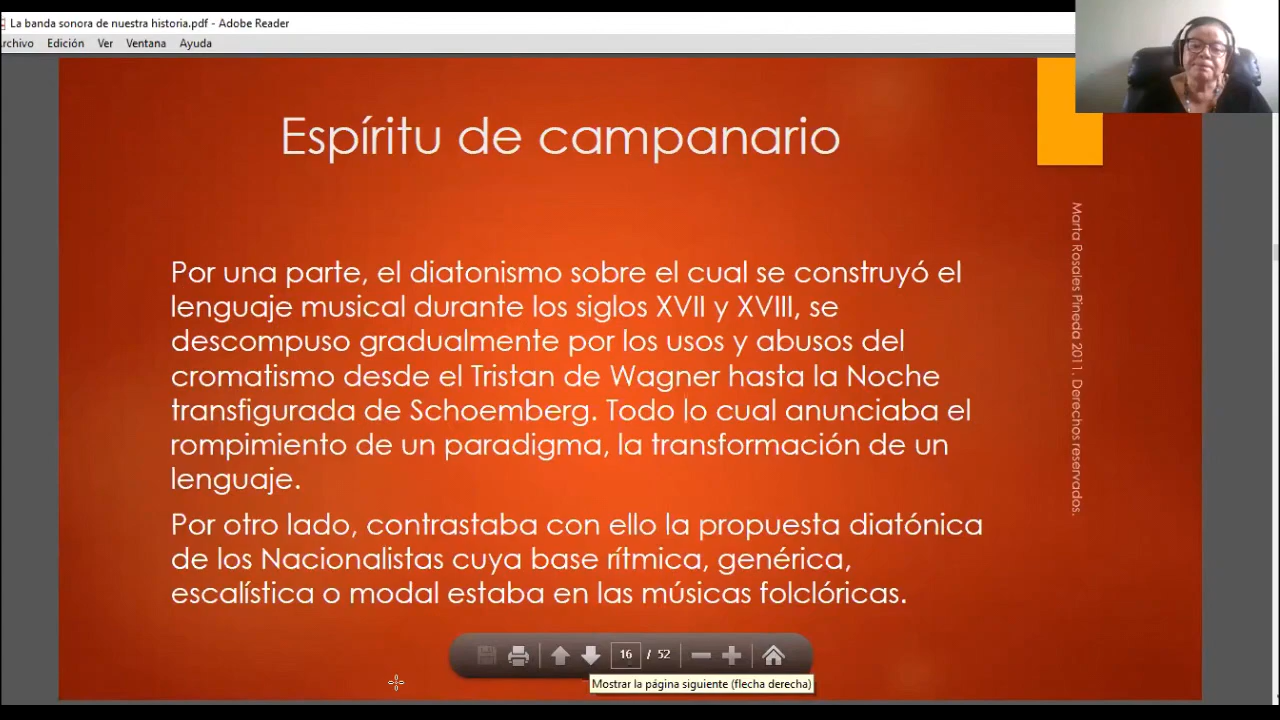 La banda sonora de nuestra historia.pdf - Adobe Reader
rchivo Edición Ver Ventana Ayuda
Espíritu de campanario
Por una parte, el diatonismo sobre el cual se construyó el
lenguaje musical durante los siglos XVII y XVIII, se
descompuso gradualmente por los usos y abusos del
cromatismo desde el Tristan de Wagner hasta la Noche
transfigurada de Schoemberg. Todo lo cual anunciaba el
rompimiento de un paradigma, la transformación de un
lenguaje.
Por otro lado, contrastaba con ello la propuesta diatónica
de los Nacionalistas cuya base rítmica, genérica,
escalística o modal estaba en las músicas folclóricas.
Marta Rosales Pineda 2011. Derechos reservados.
16 / 52
Mostrar la página siguiente (flecha derecha)